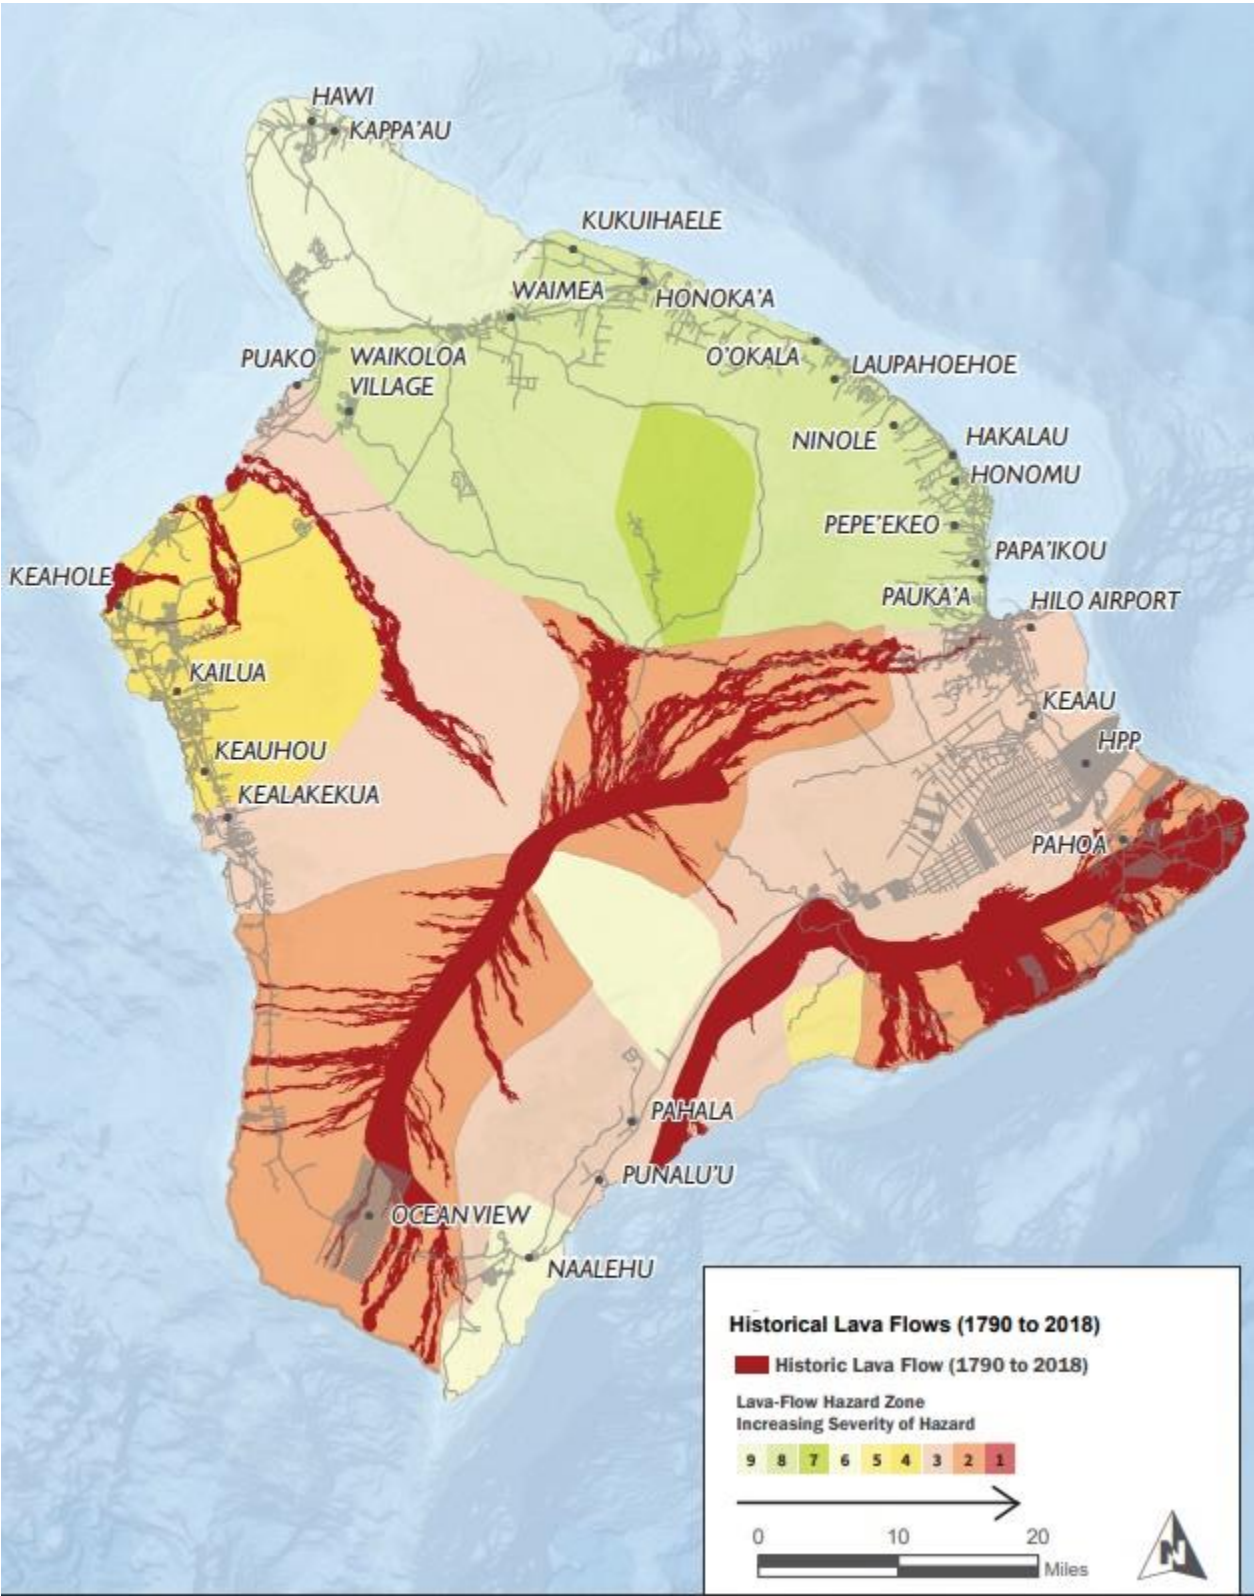 HAWI
KAPPA'AU
KUKUIHAELE
WAIMEA
HONOKA'A
PUAKO
WAIKOLOA
VILLAGE
O'OKALA
LAUPAHOEHOE
NINOLE
HAKALAU
HONOMU
PEPE'EKEO
PAPA'IKOU
KEAHOLE
PAUKA'A
HILO AIRPORT
KAILUA
KEAAU
KEAUHOU
HPP
KEALAKEKUA
PAHOA
PAHALA
PUNALU'U
OCEAN VIEW
NAALEHU
Historical Lava Flows (1790 to 2018)
Historic Lava Flow (1790 to 2018)
Lava-Flow Hazard Zone
Increasing Severity of Hazard
9 8 7 6 5 4 3 2 1
0 10 20
Miles
N